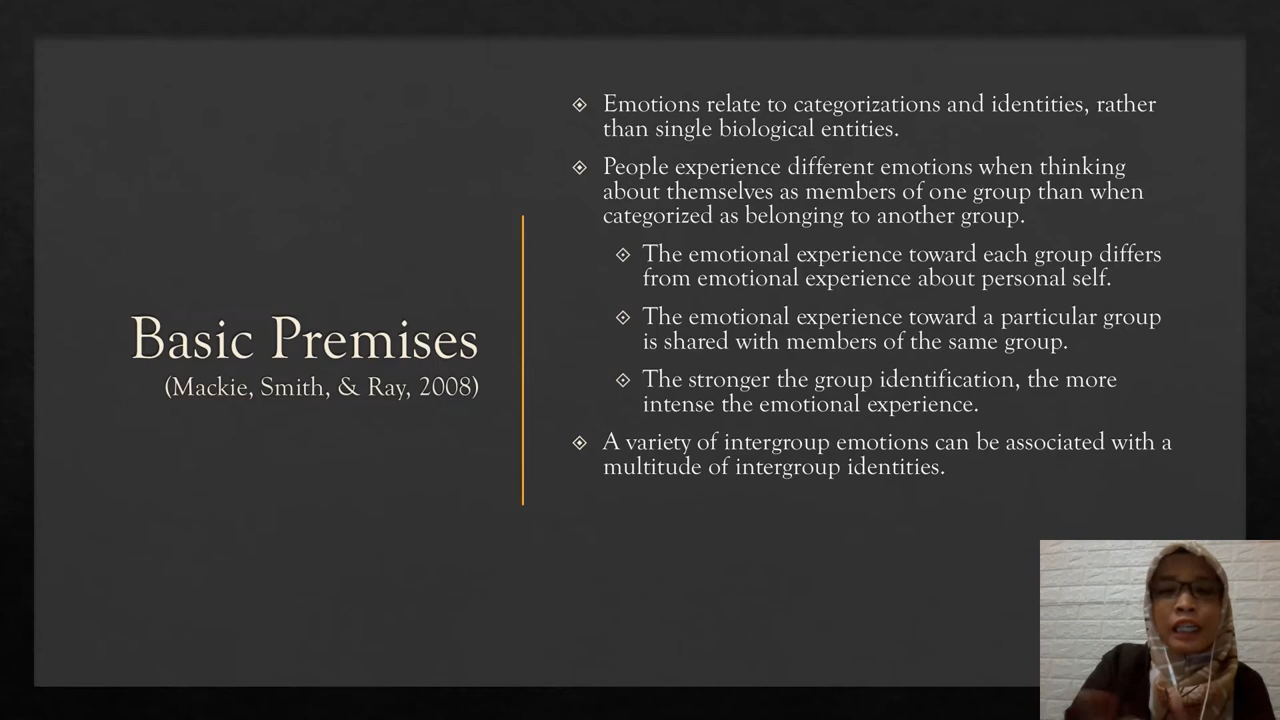 Basic Premises
(Mackie, Smith, & Ray, 2008)
Emotions relate to categorizations and identities, rather
than single biological entities.
People experience different emotions when thinking
about themselves as members of one group than when
categorized as belonging to another group.
The emotional experience toward each group differs
from emotional experience about personal self.
The emotional experience toward a particular group
is shared with members of the same group.
The stronger the group identification, the more
intense the emotional experience.
A variety of intergroup emotions can be associated with a
multitude of intergroup identities.